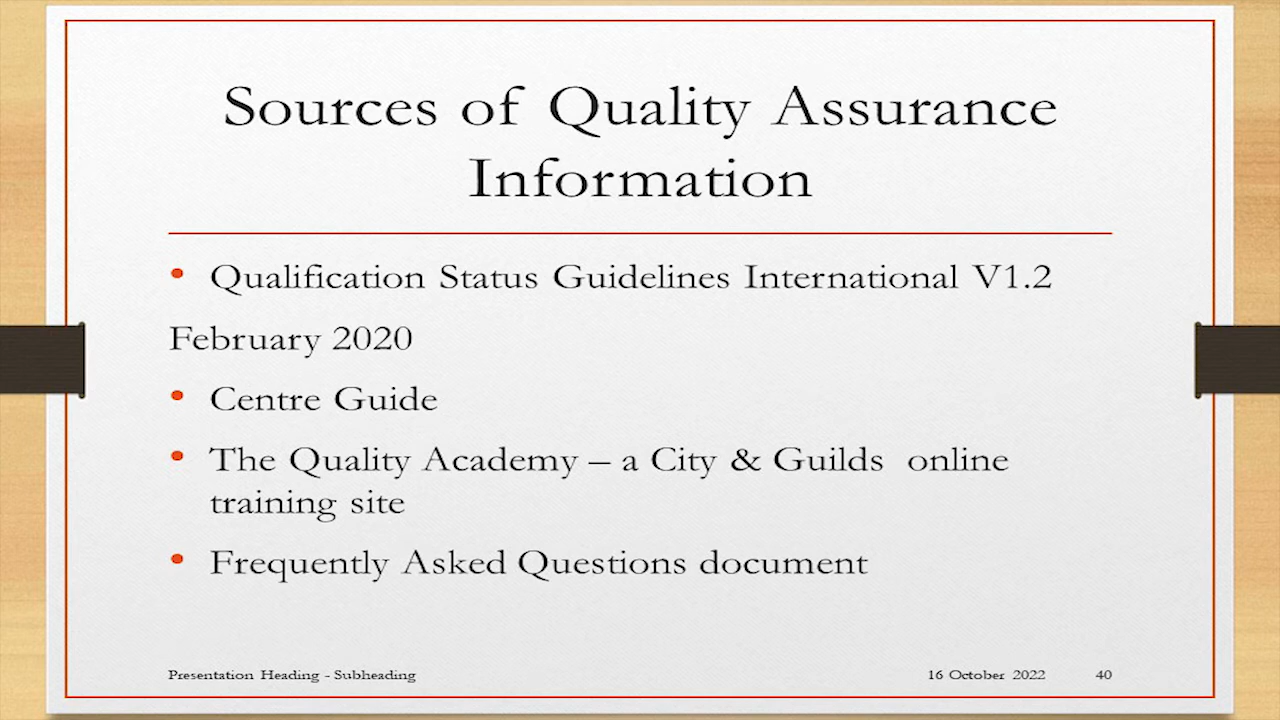 Sources of Quality Assurance
Information
• Qualification Status Guidelines International V1.2
February 2020
• Centre Guide
• The Quality Academy – a City & Guilds  online
training site
• Frequently Asked Questions document
Presentation Heading - Subheading
16 October 2022
40